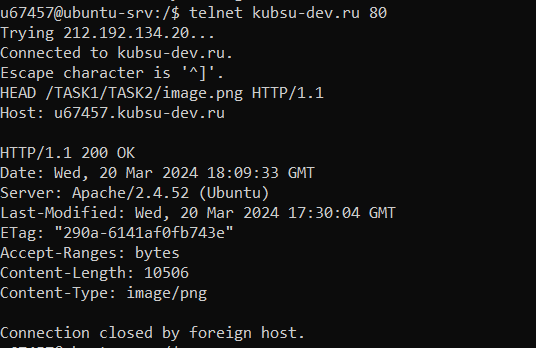 u67457@ubuntu-srv:/$ telnet kubsu-dev.ru 80
Trying 212.192.134.20...
Connected to kubsu-dev.ru.
Escape character is '^]'.
HEAD /TASK1/TASK2/image.png HTTP/1.1
Host: u67457.kubsu-dev.ru

HTTP/1.1 200 OK
Date: Wed, 20 Mar 2024 18:09:33 GMT
Server: Apache/2.4.52 (Ubuntu)
Last-Modified: Wed, 20 Mar 2024 17:30:04 GMT
ETag: "290a-6141af0fb743e"
Accept-Ranges: bytes
Content-Length: 10506
Content-Type: image/png

Connection closed by foreign host.